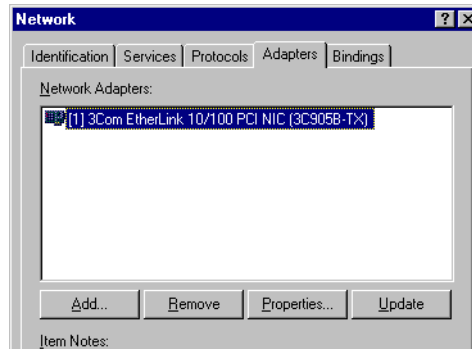 Network
Identification Services Protocols Adapters Bindings
Network Adapters:
[1] 3Com EtherLink 10/100 PCI NIC (3C905B-TX)
Add... Remove Properties... Update
Item Notes: